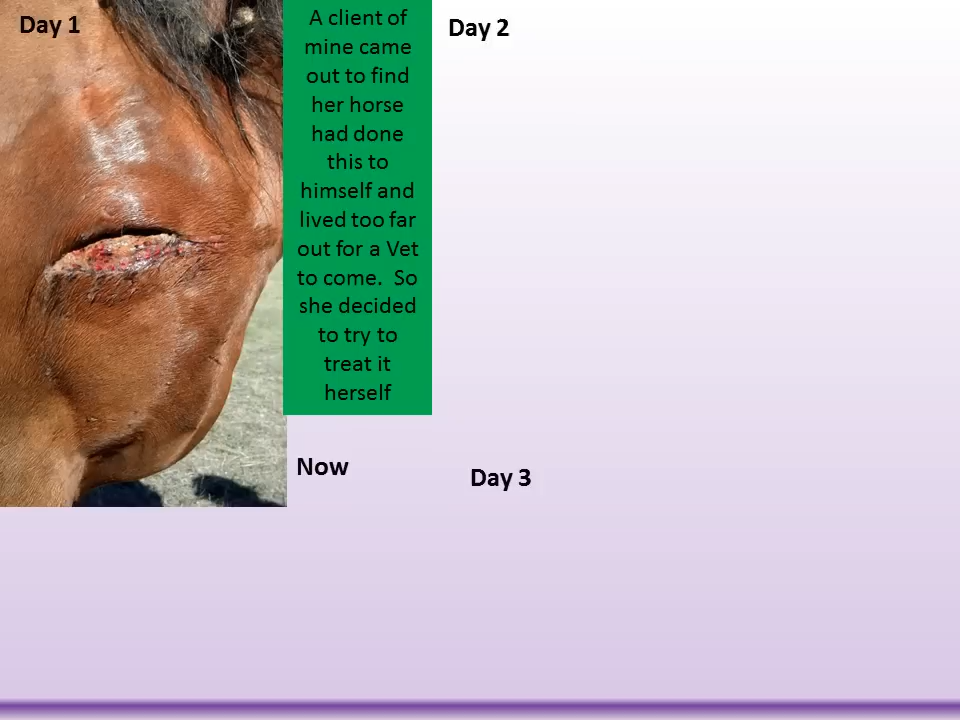 Day 1
A client of
mine came
out to find
her horse
had done
this to
himself and
lived too far
out for a Vet
to come.  So
she decided
to try to
treat it
herself
Day 2
Now
Day 3